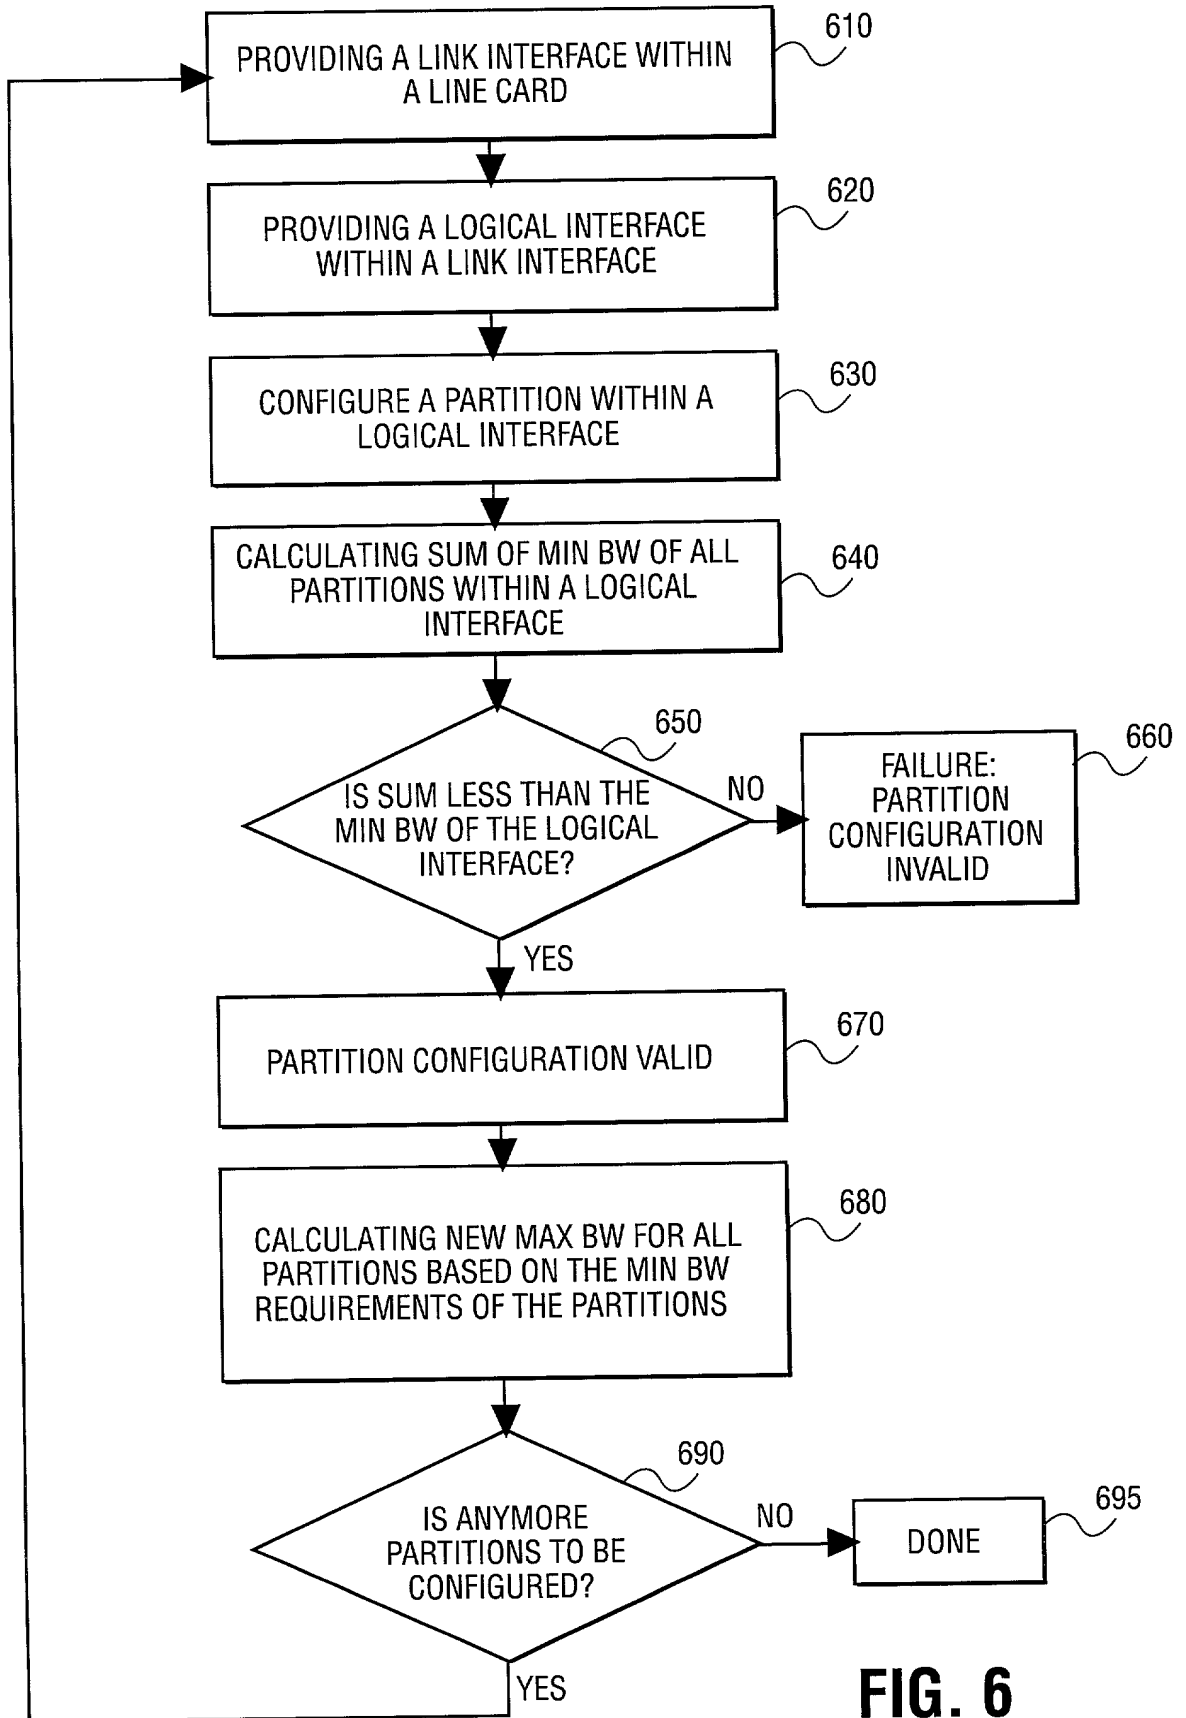 610
PROVIDING A LINK INTERFACE WITHIN
A LINE CARD
620
PROVIDING A LOGICAL INTERFACE
WITHIN A LINK INTERFACE
630
CONFIGURE A PARTITION WITHIN A
LOGICAL INTERFACE
640
CALCULATING SUM OF MIN BW OF ALL
PARTITIONS WITHIN A LOGICAL
INTERFACE
650
IS SUM LESS THAN THE
MIN BW OF THE LOGICAL
INTERFACE?
NO
660
FAILURE:
PARTITION
CONFIGURATION
INVALID
YES
670
PARTITION CONFIGURATION VALID
680
CALCULATING NEW MAX BW FOR ALL
PARTITIONS BASED ON THE MIN BW
REQUIREMENTS OF THE PARTITIONS
690
IS ANYMORE
PARTITIONS TO BE
CONFIGURED?
NO
695
DONE
YES
FIG. 6